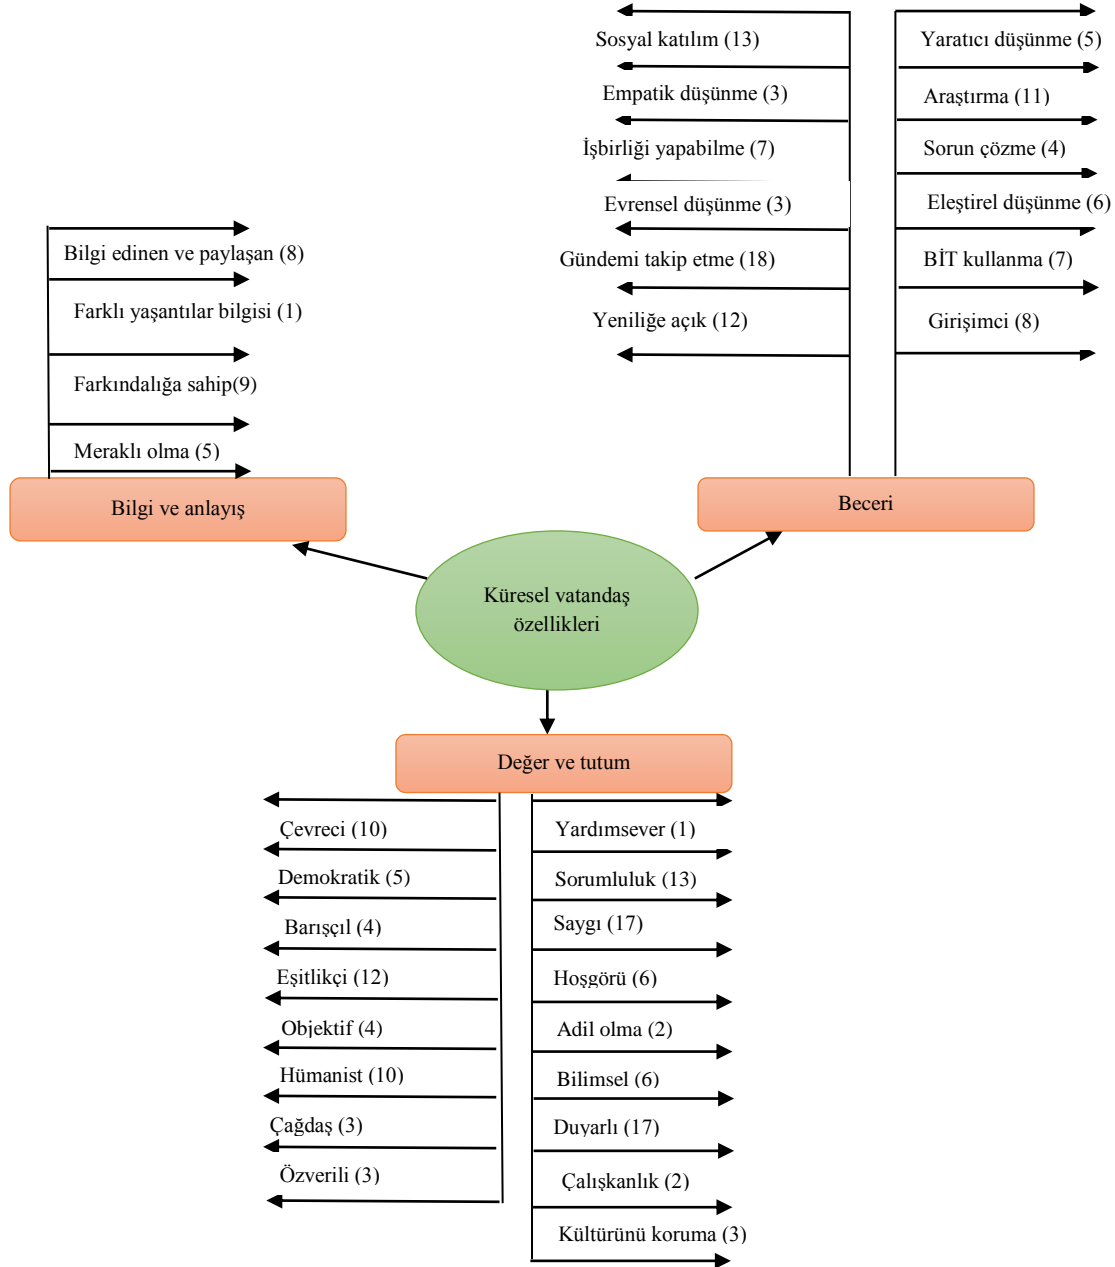 Sosyal katılım (13)
Empatik düşünme (3)
İşbirliği yapabilme (7)
Evrensel düşünme (3)
Gündemi takip etme (18)
Yeniliğe açık (12)
Yaratıcı düşünme (5)
Araştırma (11)
Sorun çözme (4)
Eleştirel düşünme (6)
BİT kullanma (7)
Girişimci (8)
Bilgi edinen ve paylaşan (8)
Farklı yaşantılar bilgisi (1)
Farkındalığa sahip(9)
Meraklı olma (5)
Bilgi ve anlayış
Beceri
Küresel vatandaş
özellikleri
Değer ve tutum
Çevreci (10)
Demokratik (5)
Barışçıl (4)
Eşitlikçi (12)
Objektif (4)
Hümanist (10)
Çağdaş (3)
Özverili (3)
Yardımsever (1)
Sorumluluk (13)
Saygı (17)
Hoşgörü (6)
Adil olma (2)
Bilimsel (6)
Duyarlı (17)
Çalışkanlık (2)
Kültürünü koruma (3)